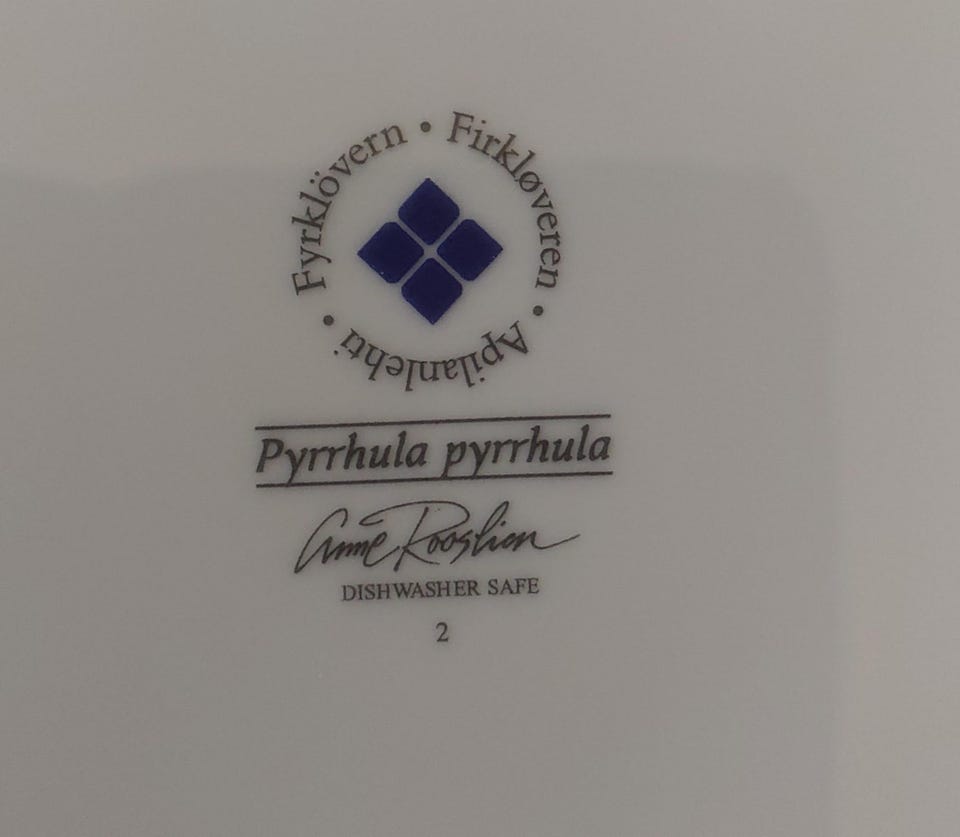 Fyrklövern • Firkløveren • Apilanlehti •
Pyrrhula pyrrhula
Anne Rooslien
DISHWASHER SAFE
2